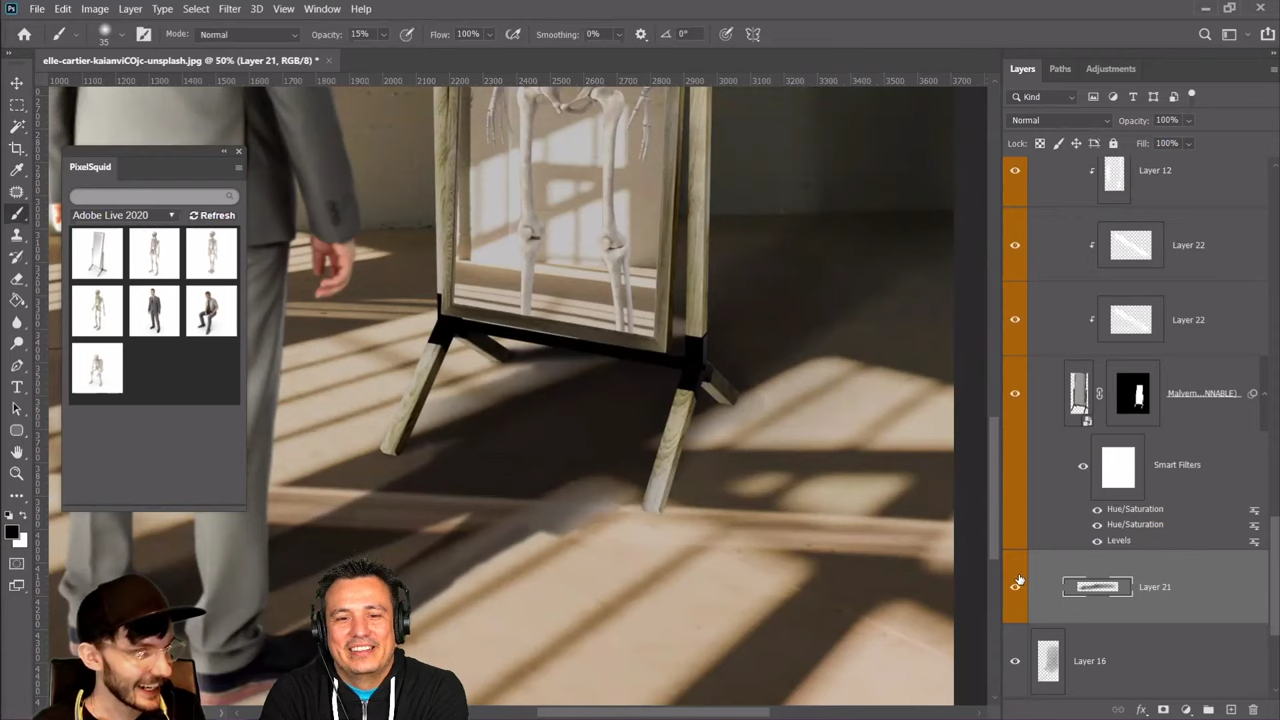 Ps File Edit Image Layer Type Select Filter 3D View Window Help
35 Mode: Normal Opacity: 15% Flow: 100% Smoothing: 0% 0°
elle-cartier-kaianviCOjc-unsplash.jpg @ 50% (Layer 21, RGB/8) * ×
1000 1100 1200 1300 1400 1500 1600 1700 1800 1900 2000 2100 2200 2300 2400 2500 2600 2700 2800 2900 3000 3100 3200 3300 3400 3500 3600 3700
PixelSquid
Adobe Live 2020 Refresh
Layers Paths Adjustments
Kind
Normal Opacity: 100%
Lock: Fill: 100%
Layer 12
Layer 22
Layer 22
Malvern...NNABLE)
Smart Filters
Hue/Saturation
Hue/Saturation
Levels
Layer 21
Layer 16
fx